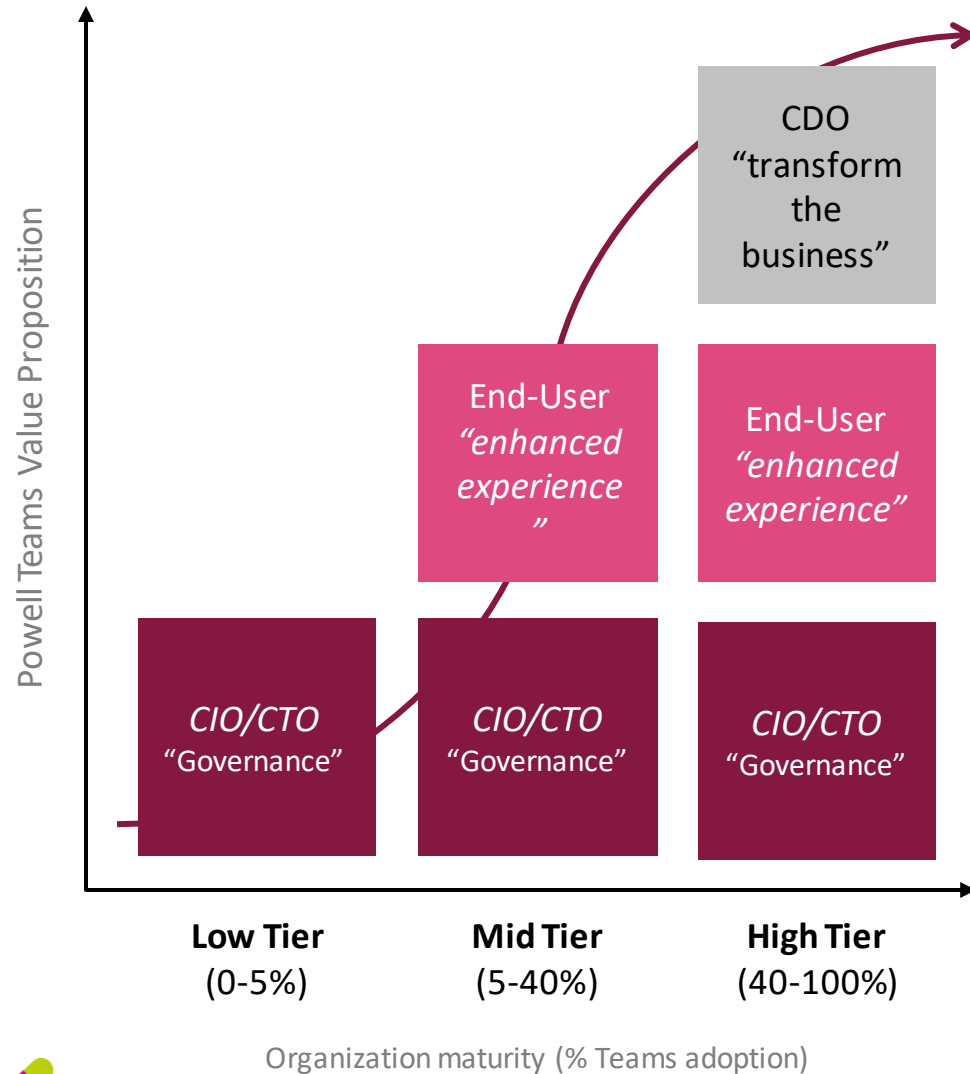 Powell Teams Value Proposition
CDO
“transform
the
business”
End-User
“enhanced
experience
”
End-User
“enhanced
experience”
CIO/CTO
“Governance”
CIO/CTO
“Governance”
CIO/CTO
“Governance”
Low Tier
(0-5%)
Mid Tier
(5-40%)
High Tier
(40-100%)
Organization maturity (% Teams adoption)